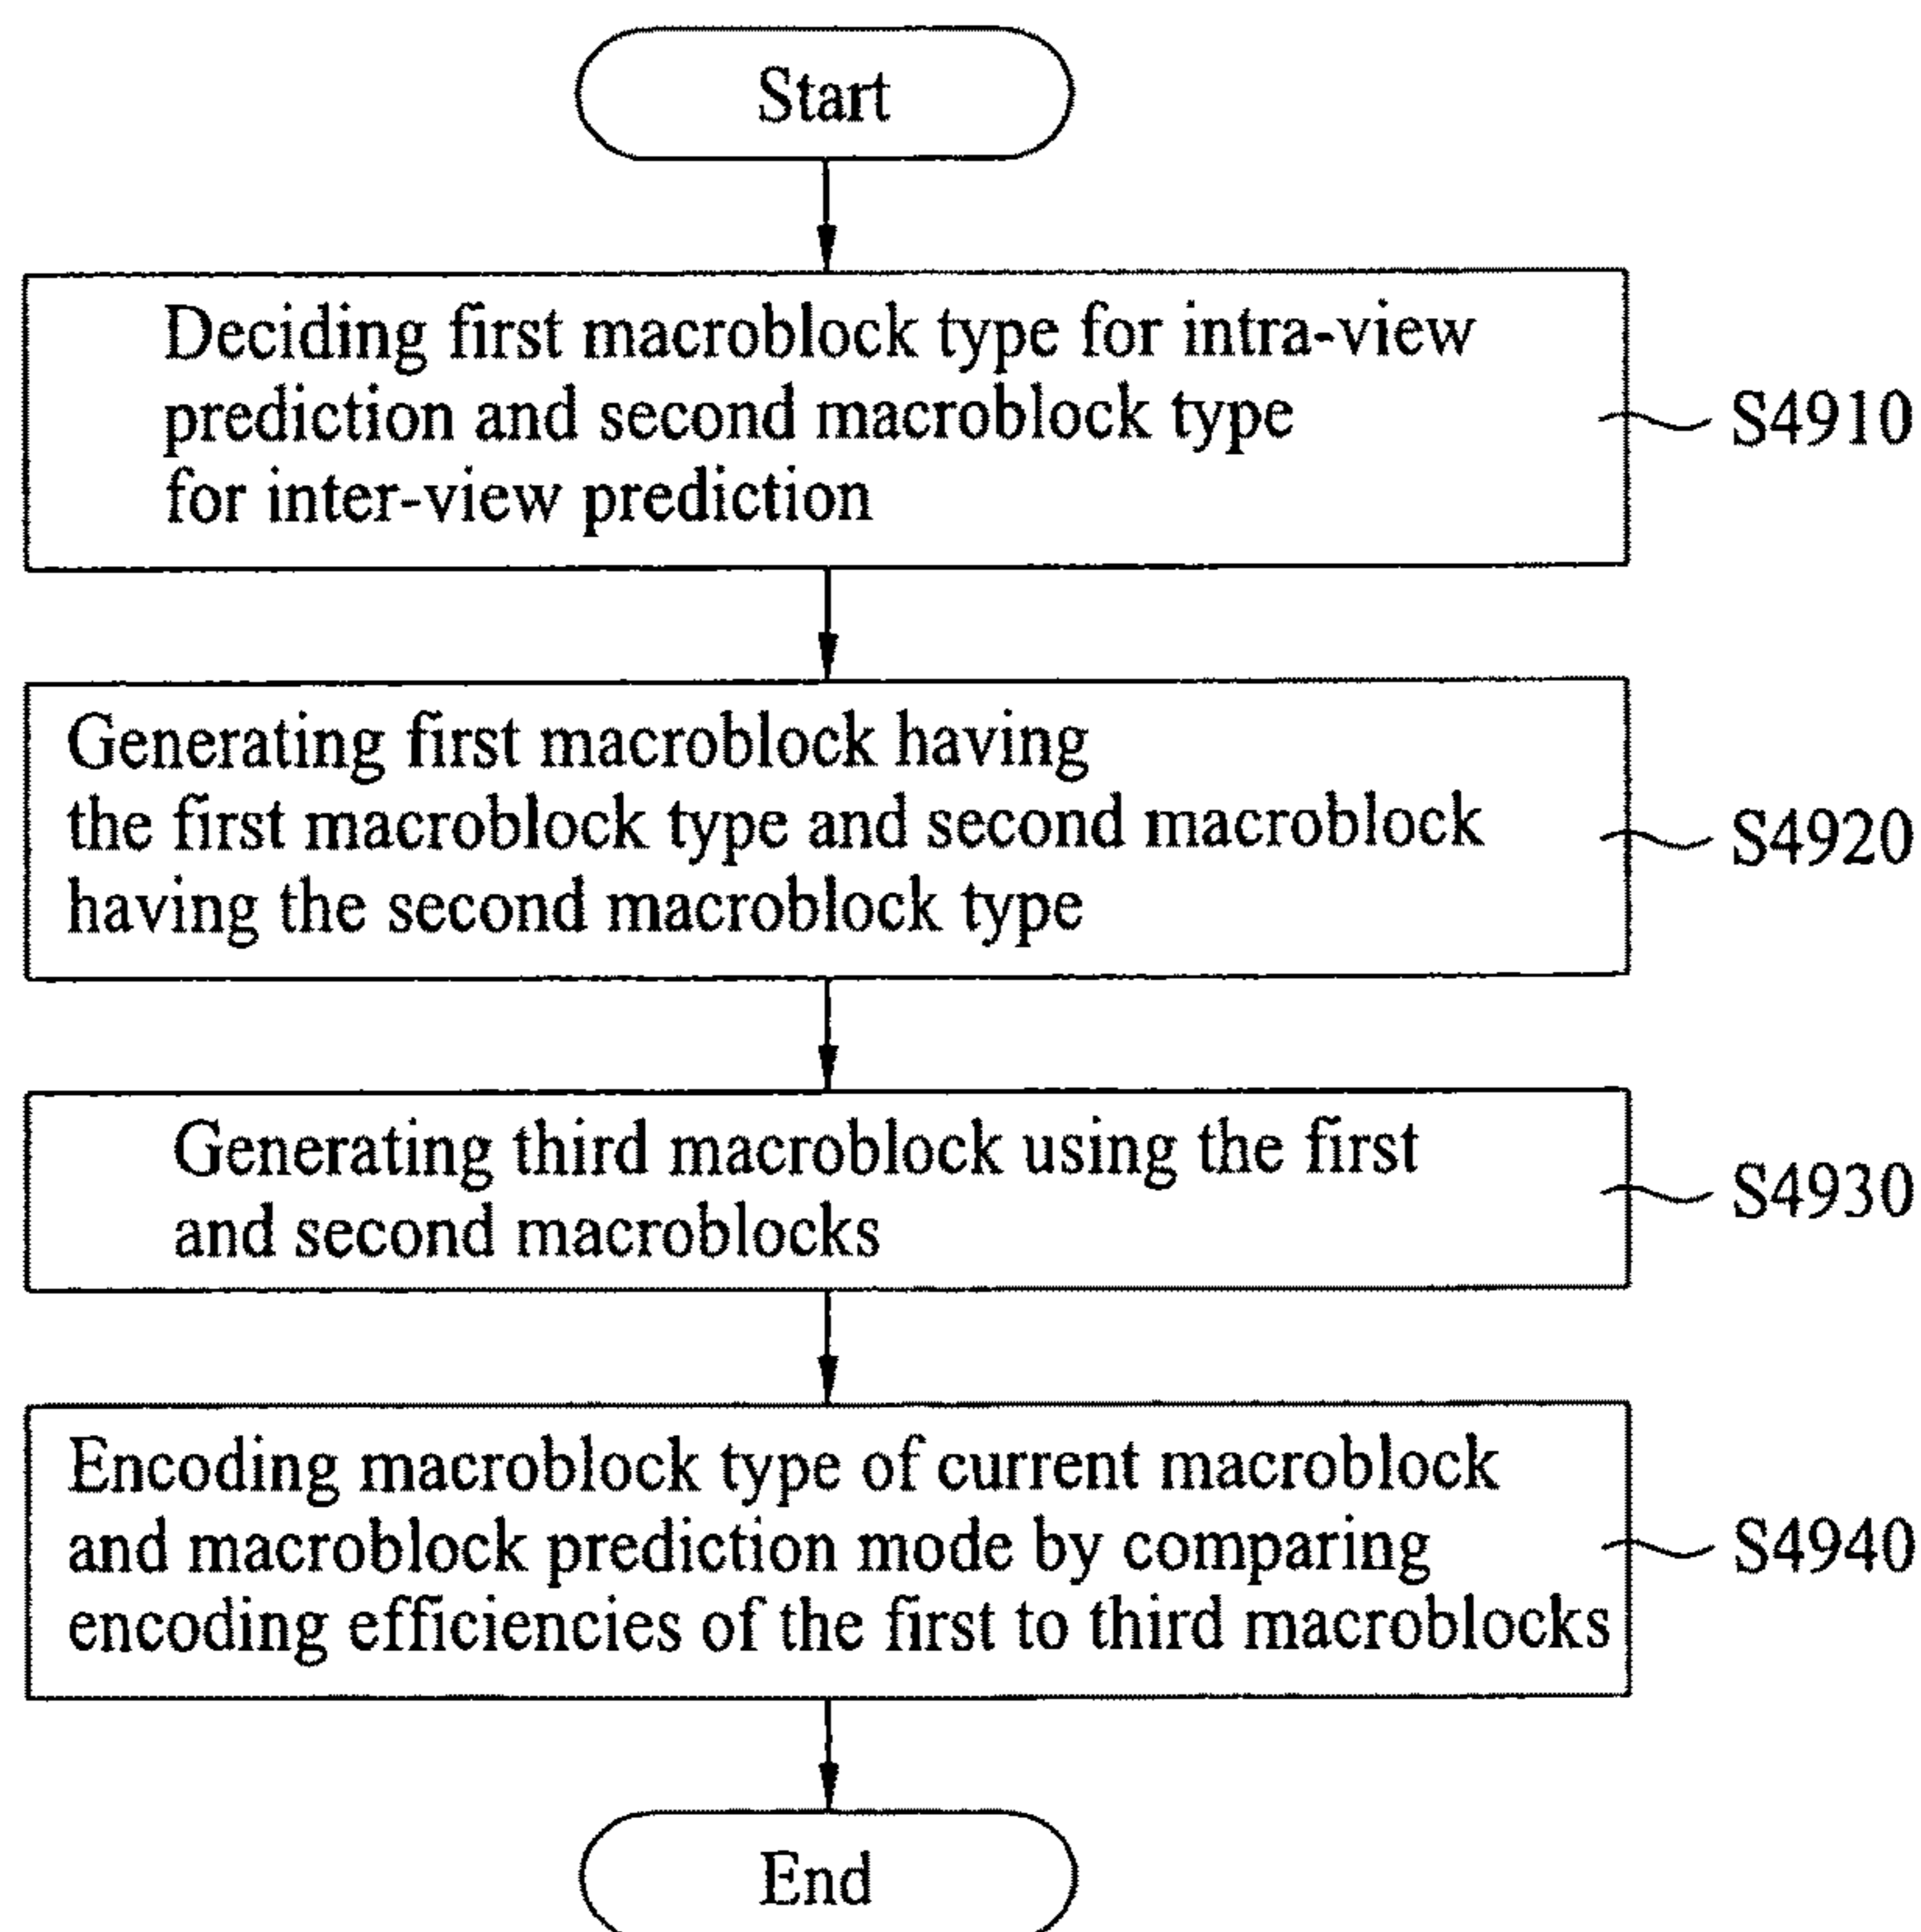 Start
Deciding first macroblock type for intra-view
prediction and second macroblock type
for inter-view prediction
S4910
Generating first macroblock having
the first macroblock type and second macroblock
having the second macroblock type
S4920
Generating third macroblock using the first
and second macroblocks
S4930
Encoding macroblock type of current macroblock
and macroblock prediction mode by comparing
encoding efficiencies of the first to third macroblocks
S4940
End